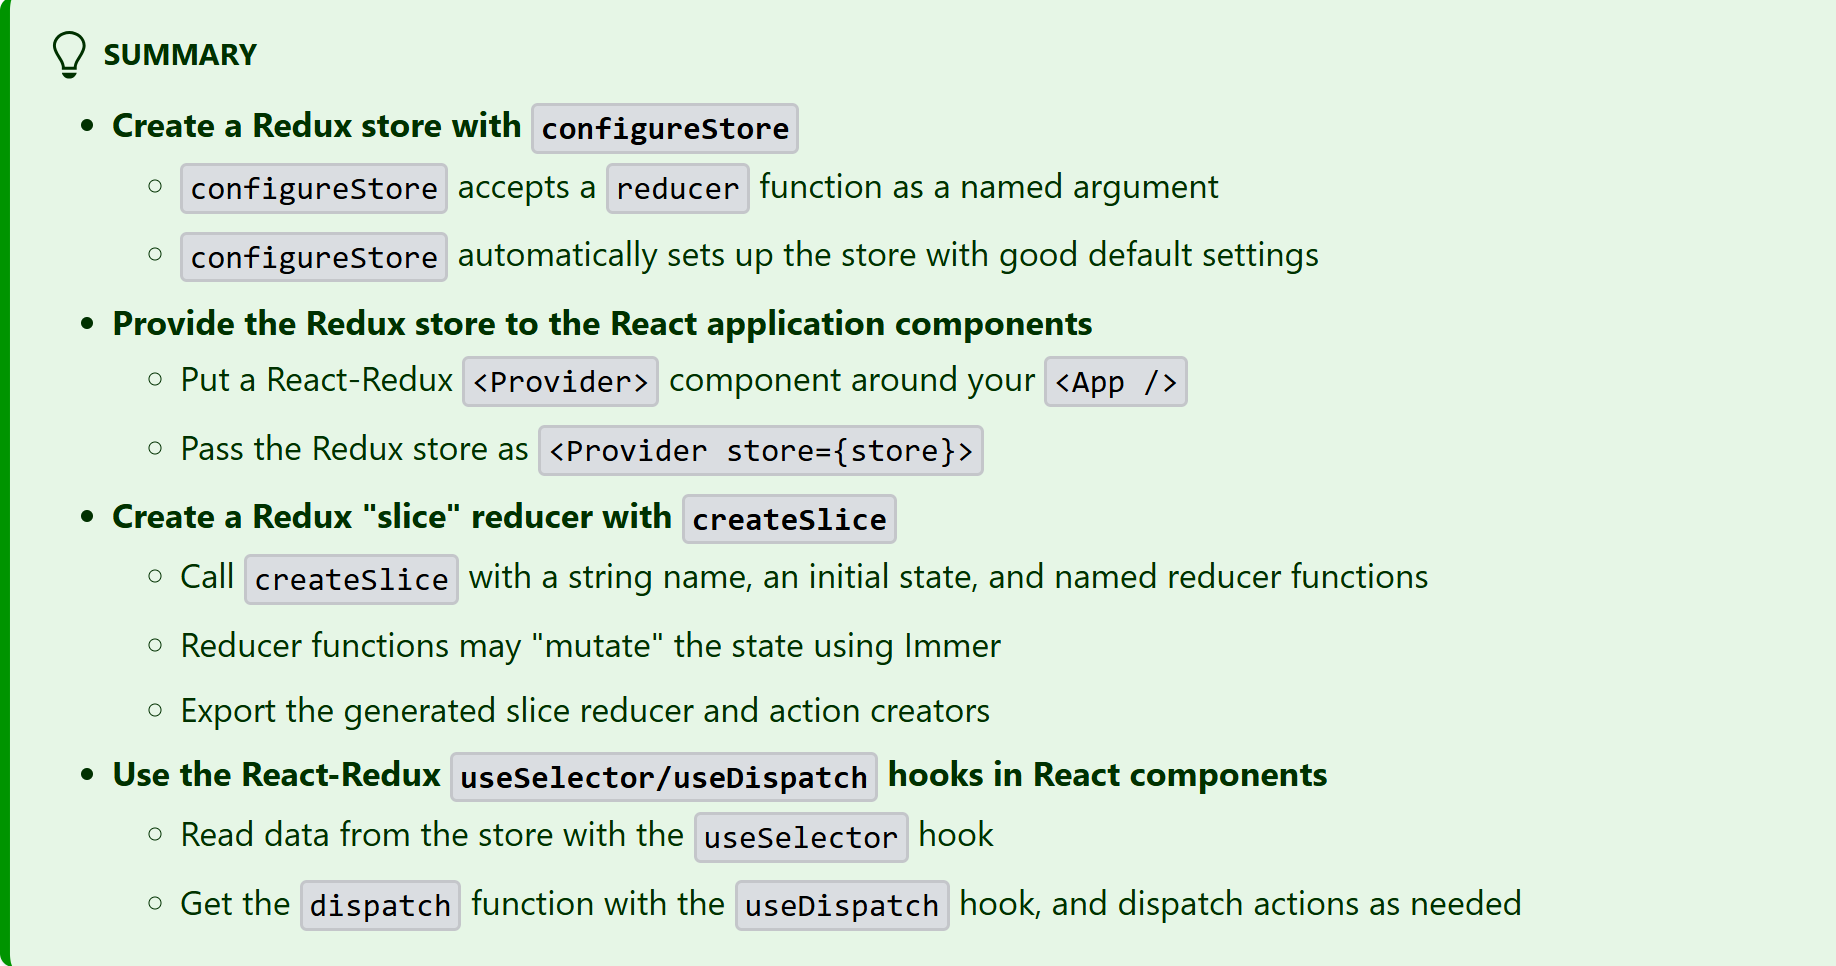 SUMMARY
Create a Redux store with configureStore
configureStore accepts a reducer function as a named argument
configureStore automatically sets up the store with good default settings
Provide the Redux store to the React application components
Put a React-Redux <Provider> component around your <App />
Pass the Redux store as <Provider store={store}>
Create a Redux "slice" reducer with createSlice
Call createSlice with a string name, an initial state, and named reducer functions
Reducer functions may "mutate" the state using Immer
Export the generated slice reducer and action creators
Use the React-Redux useSelector/useDispatch hooks in React components
Read data from the store with the useSelector hook
Get the dispatch function with the useDispatch hook, and dispatch actions as needed